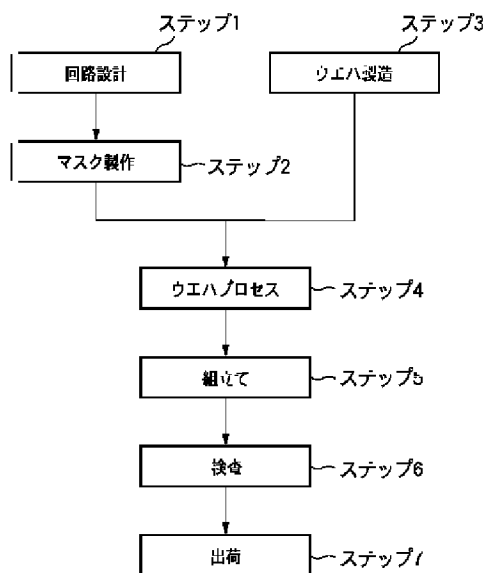 ステップ1
ステップ3
回路設計
ウエハ製造
マスク製作
ステップ2
ウエハプロセス
ステップ4
組立て
ステップ5
検査
ステップ6
出荷
ステップ7